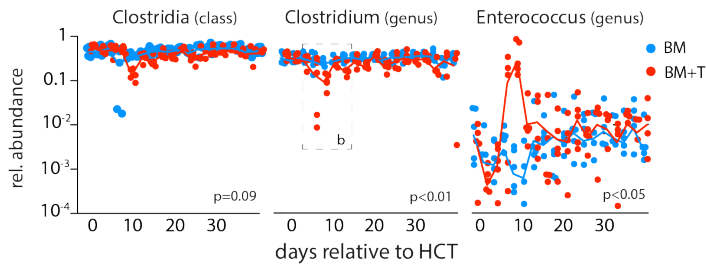 Clostridia (class)
Clostridium (genus)
Enterococcus (genus)
BM
BM+T
rel. abundance
1
0.1
10-2
10-3
10-4
b
p=0.09
p<0.01
p<0.05
0 10 20 30
0 10 20 30
0 10 20 30
days relative to HCT